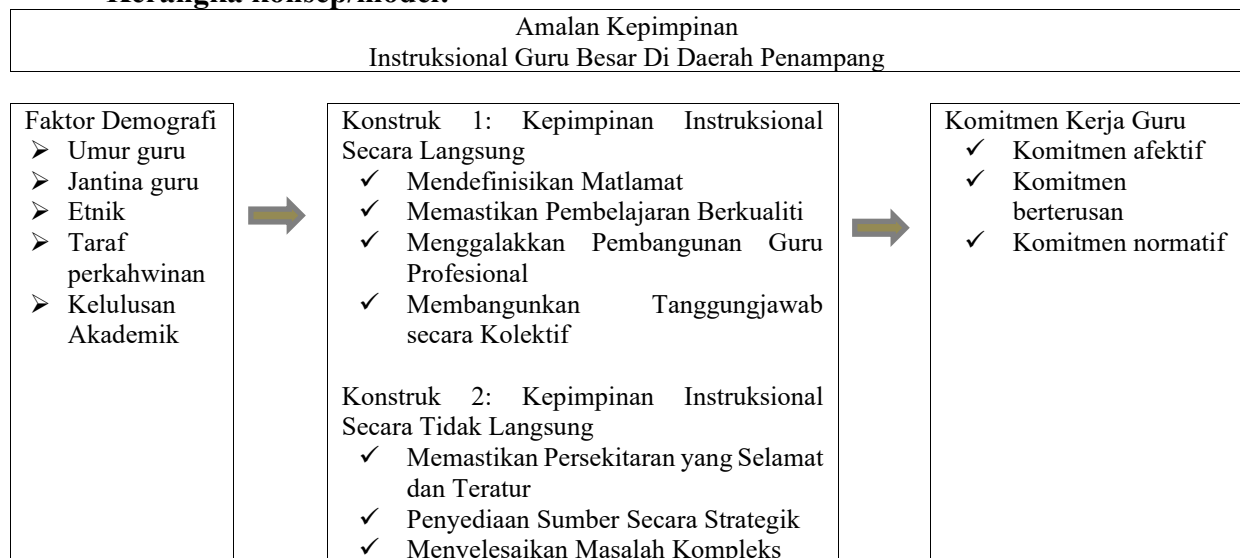 Kerangka konsep/model:
Amalan Kepimpinan
Instruksional Guru Besar Di Daerah Penampang
Faktor Demografi
➢ Umur guru
➢ Jantina guru
➢ Etnik
➢ Taraf
perkahwinan
➢ Kelulusan
Akademik
Konstruk 1: Kepimpinan Instruksional
Secara Langsung
✓ Mendefinisikan Matlamat
✓ Memastikan Pembelajaran Berkualiti
✓ Menggalakkan Pembangunan Guru
Profesional
✓ Membangunkan Tanggungjawab
secara Kolektif
Konstruk 2: Kepimpinan Instruksional
Secara Tidak Langsung
✓ Memastikan Persekitaran yang Selamat
dan Teratur
✓ Penyediaan Sumber Secara Strategik
✓ Menyelesaikan Masalah Kompleks
Komitmen Kerja Guru
✓ Komitmen afektif
✓ Komitmen
berterusan
✓ Komitmen normatif